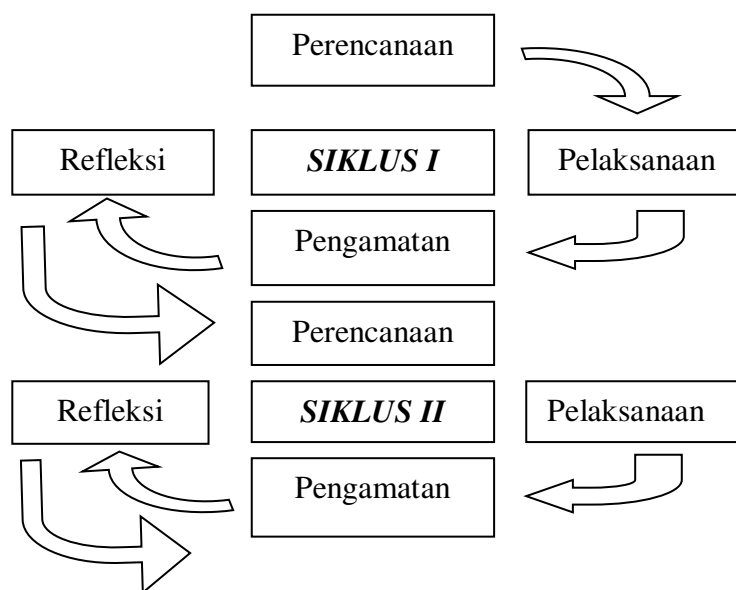 Perencanaan
Refleksi
SIKLUS I
Pelaksanaan
Pengamatan
Perencanaan
Refleksi
SIKLUS II
Pelaksanaan
Pengamatan